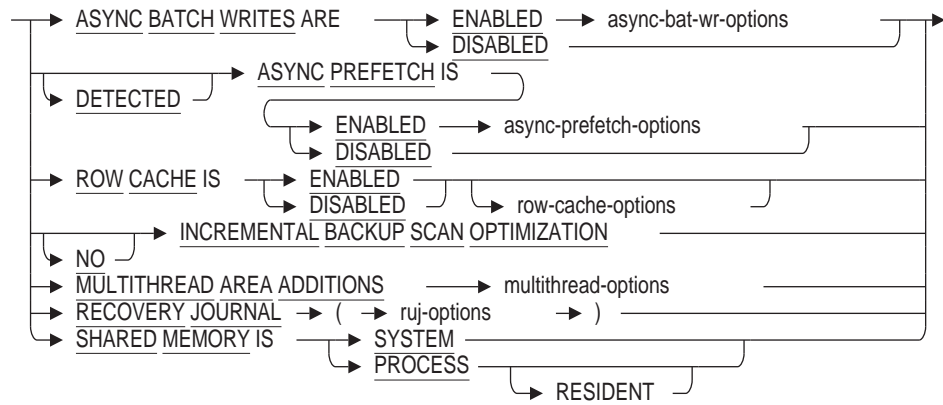 ASYNC BATCH WRITES ARE ENABLED async-bat-wr-options
DISABLED
ASYNC PREFETCH IS
DETECTED
ENABLED async-prefetch-options
DISABLED
ROW CACHE IS ENABLED
DISABLED row-cache-options
INCREMENTAL BACKUP SCAN OPTIMIZATION
NO
MULTITHREAD AREA ADDITIONS multithread-options
RECOVERY JOURNAL ( ruj-options )
SHARED MEMORY IS SYSTEM
PROCESS
RESIDENT